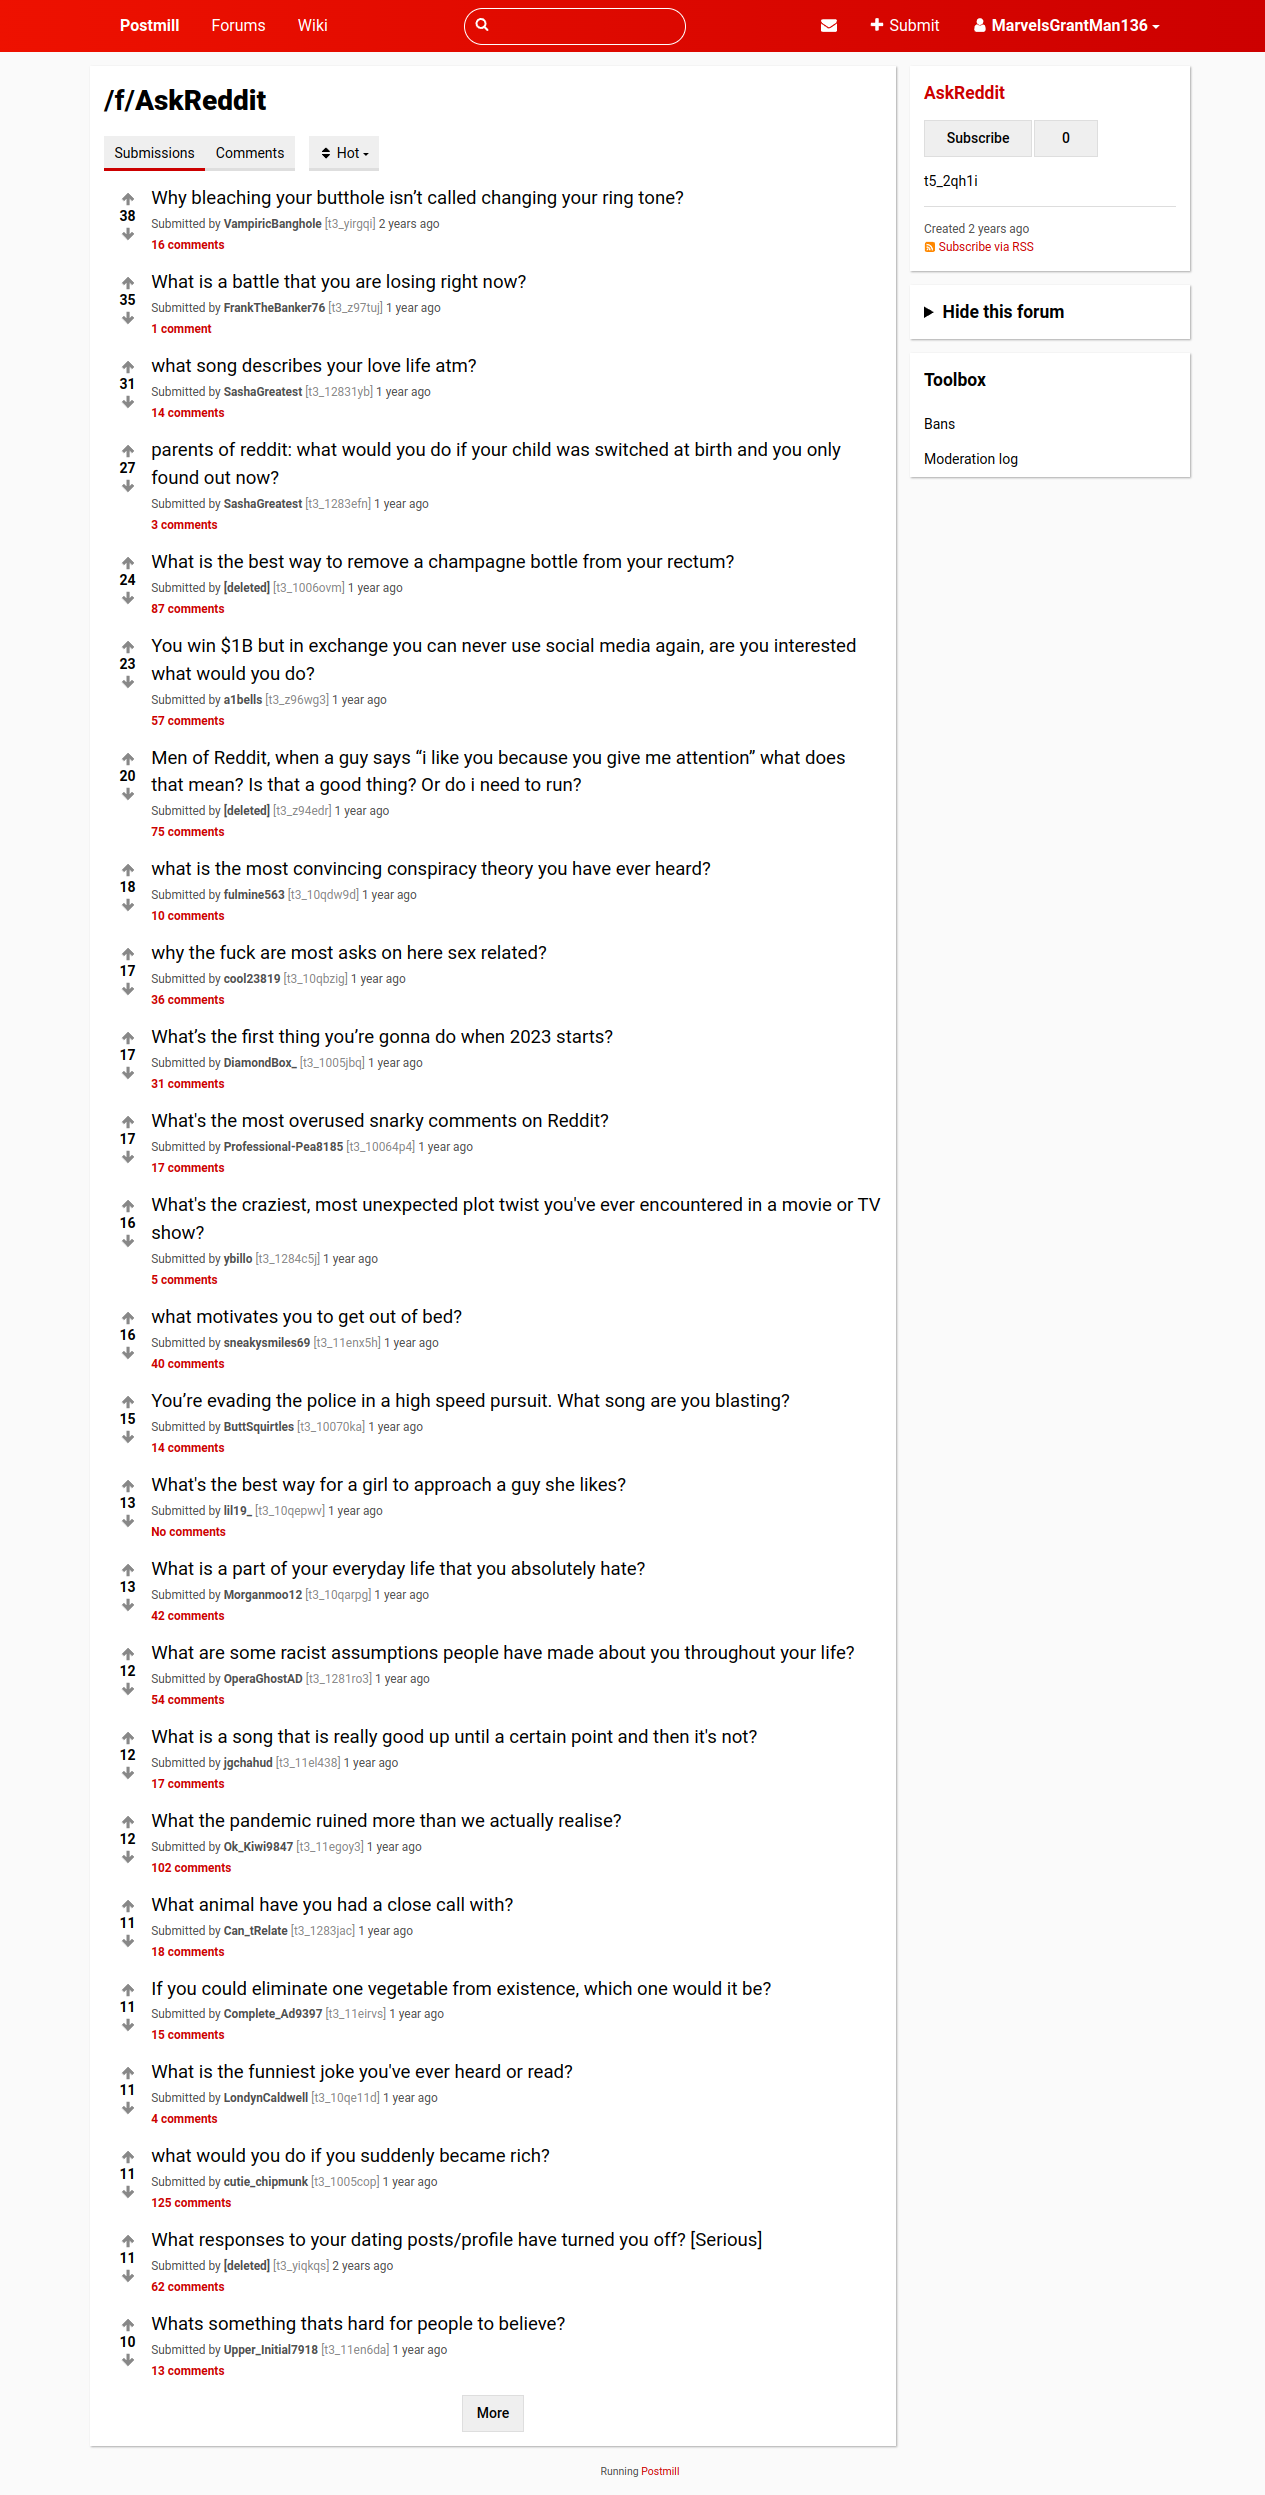 Postmill Forums Wiki Submit MarvelsGrantMan136
/f/AskReddit
Submissions Comments Hot
Why bleaching your butthole isn’t called changing your ring tone?
38
Submitted by VampiricBanghole [t3_yirgqi] 2 years ago
16 comments
What is a battle that you are losing right now?
35
Submitted by FrankTheBanker76 [t3_z97tuj] 1 year ago
1 comment
what song describes your love life atm?
31
Submitted by SashaGreatest [t3_12831yb] 1 year ago
14 comments
parents of reddit: what would you do if your child was switched at birth and you only
found out now?
27
Submitted by SashaGreatest [t3_1283efn] 1 year ago
3 comments
What is the best way to remove a champagne bottle from your rectum?
24
Submitted by [deleted] [t3_1006ovm] 1 year ago
87 comments
You win $1B but in exchange you can never use social media again, are you interested
what would you do?
23
Submitted by a1bells [t3_z96wg3] 1 year ago
57 comments
Men of Reddit, when a guy says “i like you because you give me attention” what does
that mean? Is that a good thing? Or do i need to run?
20
Submitted by [deleted] [t3_z94edr] 1 year ago
75 comments
what is the most convincing conspiracy theory you have ever heard?
18
Submitted by fulmine563 [t3_10qdw9d] 1 year ago
10 comments
why the fuck are most asks on here sex related?
17
Submitted by cool23819 [t3_10qbzig] 1 year ago
36 comments
What’s the first thing you’re gonna do when 2023 starts?
17
Submitted by DiamondBox_ [t3_1005jbq] 1 year ago
31 comments
What's the most overused snarky comments on Reddit?
17
Submitted by Professional-Pea8185 [t3_10064p4] 1 year ago
17 comments
What's the craziest, most unexpected plot twist you've ever encountered in a movie or TV
show?
16
Submitted by ybillo [t3_1284c5j] 1 year ago
5 comments
what motivates you to get out of bed?
16
Submitted by sneakysmiles69 [t3_11enx5h] 1 year ago
40 comments
You’re evading the police in a high speed pursuit. What song are you blasting?
15
Submitted by ButtSquirtles [t3_10070ka] 1 year ago
14 comments
What's the best way for a girl to approach a guy she likes?
13
Submitted by lil19_ [t3_10qepwv] 1 year ago
No comments
What is a part of your everyday life that you absolutely hate?
13
Submitted by Morganmoo12 [t3_10qarpg] 1 year ago
42 comments
What are some racist assumptions people have made about you throughout your life?
12
Submitted by OperaGhostAD [t3_1281ro3] 1 year ago
54 comments
What is a song that is really good up until a certain point and then it's not?
12
Submitted by jgchahud [t3_11el438] 1 year ago
17 comments
What the pandemic ruined more than we actually realise?
12
Submitted by Ok_Kiwi9847 [t3_11egoy3] 1 year ago
102 comments
What animal have you had a close call with?
11
Submitted by Can_tRelate [t3_1283jac] 1 year ago
18 comments
If you could eliminate one vegetable from existence, which one would it be?
11
Submitted by Complete_Ad9397 [t3_11eirvs] 1 year ago
15 comments
What is the funniest joke you've ever heard or read?
11
Submitted by LondynCaldwell [t3_10qe11d] 1 year ago
4 comments
what would you do if you suddenly became rich?
11
Submitted by cutie_chipmunk [t3_1005cop] 1 year ago
125 comments
What responses to your dating posts/profile have turned you off? [Serious]
11
Submitted by [deleted] [t3_yiqkqs] 2 years ago
62 comments
Whats something thats hard for people to believe?
10
Submitted by Upper_Initial7918 [t3_11en6da] 1 year ago
13 comments
More
AskReddit
Subscribe 0
t5_2qh1i
Created 2 years ago
Subscribe via RSS
Hide this forum
Toolbox
Bans
Moderation log
Running Postmill